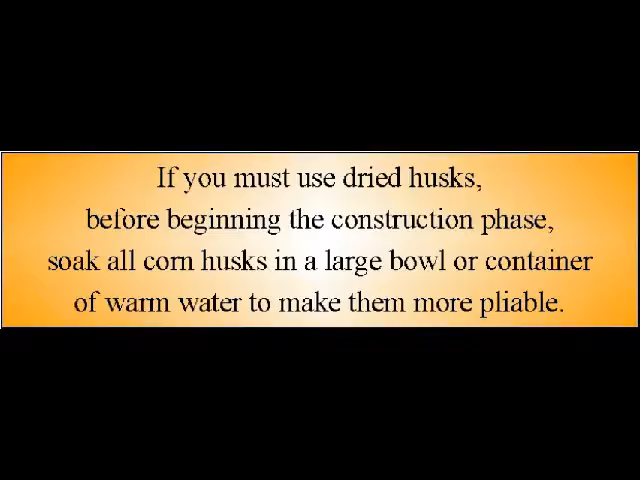 If you must use dried husks,
before beginning the construction phase,
soak all corn husks in a large bowl or container
of warm water to make them more pliable.